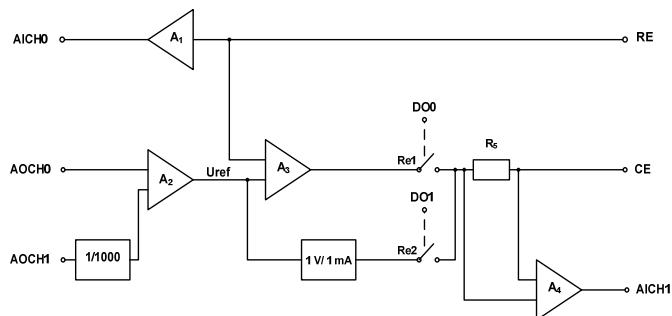 AICH0
A1
RE
DO0
R5
AOCH0
A2
Uref
A3
Re1
CE
DO1
AOCH1
1/1000
1 V/ 1 mA
Re2
A4
AICH1